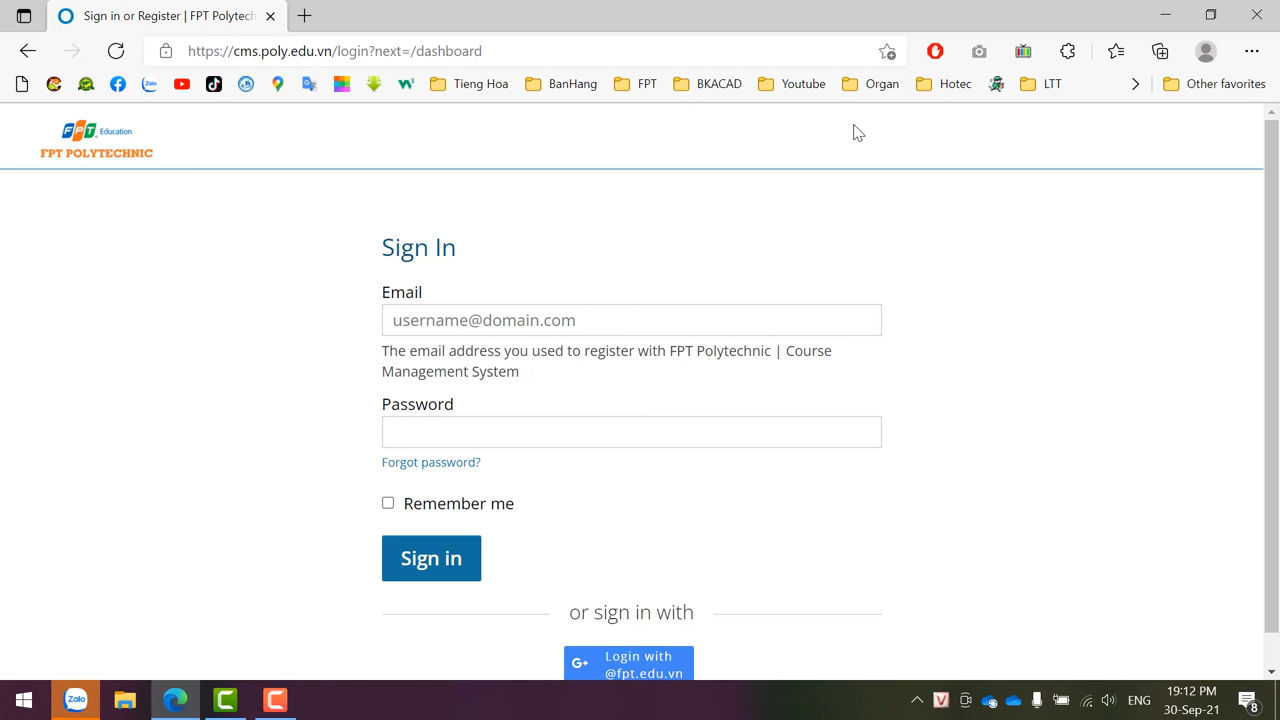 Sign in or Register | FPT Polytech
https://cms.poly.edu.vn/login?next=/dashboard
Zalo Tieng Hoa BanHang FPT BKACAD Youtube Organ Hotec LTT Other favorites
FPT Education
FPT POLYTECHNIC
Sign In
Email
username@domain.com
The email address you used to register with FPT Polytechnic | Course
Management System
Password
Forgot password?
Remember me
Sign in
or sign in with
G+ Login with
@fpt.edu.vn
Zalo
V
ENG
19:12 PM
30-Sep-21
8